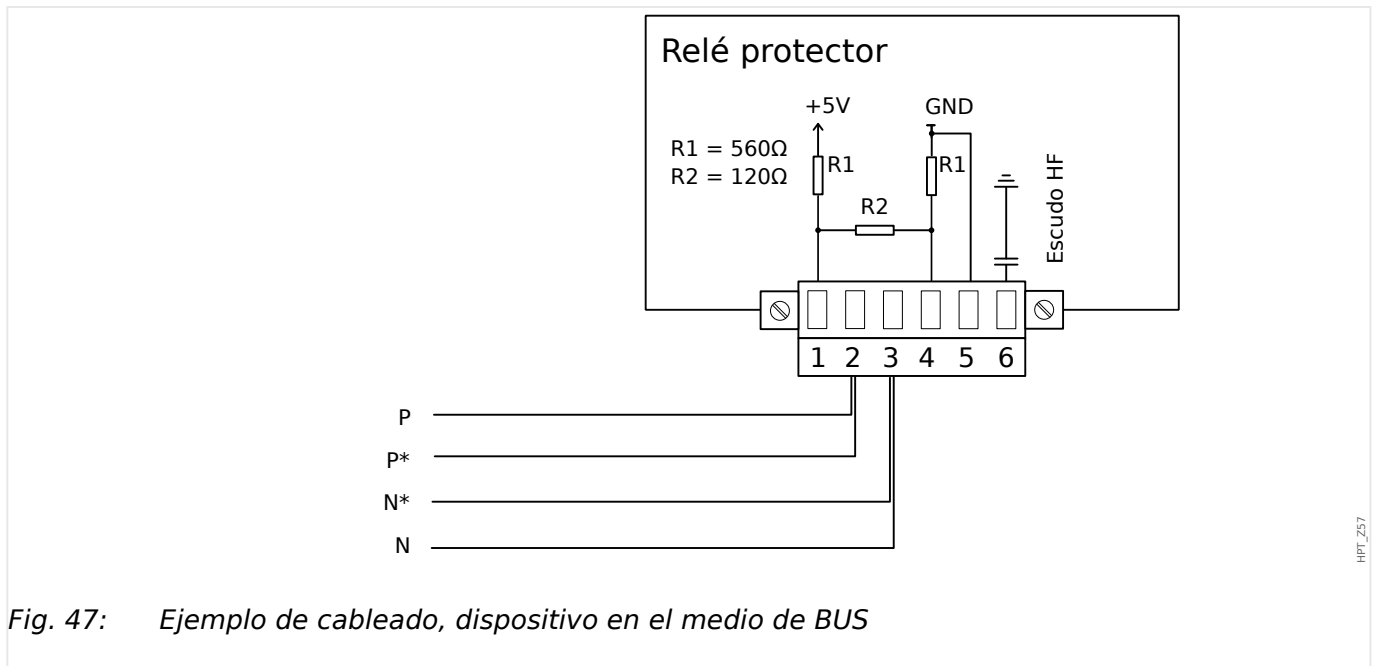 Relé protector
+5V
GND
R1 = 560Ω
R2 = 120Ω
R1
R1
R2
Escudo HF
1 2 3 4 5 6
P
P*
N*
N
HPT_Z57
Fig. 47: Ejemplo de cableado, dispositivo en el medio de BUS